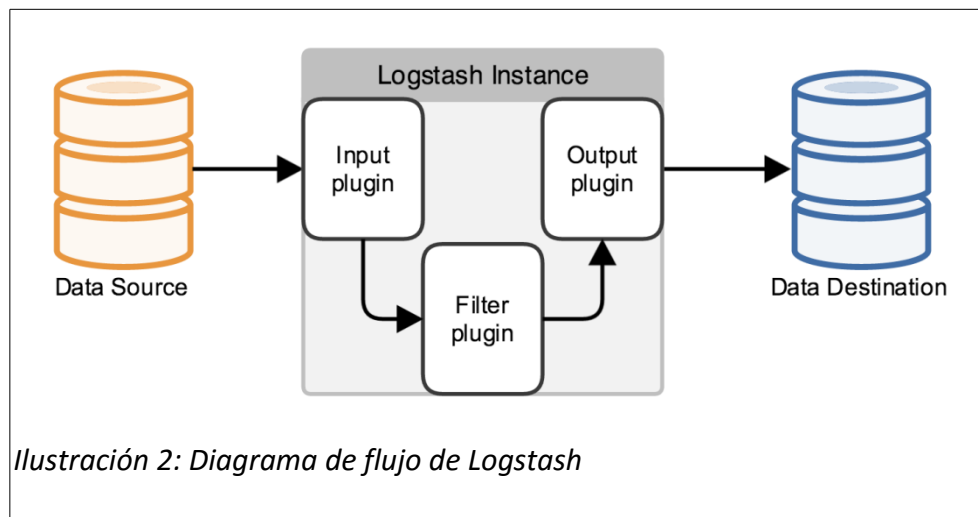 Logstash Instance
Input
plugin
Output
plugin
Data Source
Filter
plugin
Data Destination
Ilustración 2: Diagrama de flujo de Logstash